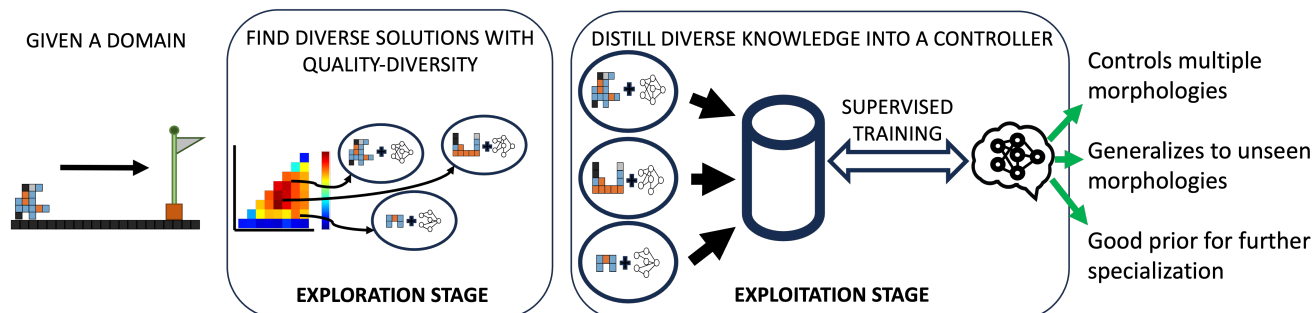 GIVEN A DOMAIN
FIND DIVERSE SOLUTIONS WITH
QUALITY-DIVERSITY
EXPLORATION STAGE
DISTILL DIVERSE KNOWLEDGE INTO A CONTROLLER
SUPERVISED
TRAINING
EXPLOITATION STAGE
Controls multiple
morphologies
Generalizes to unseen
morphologies
Good prior for further
specialization